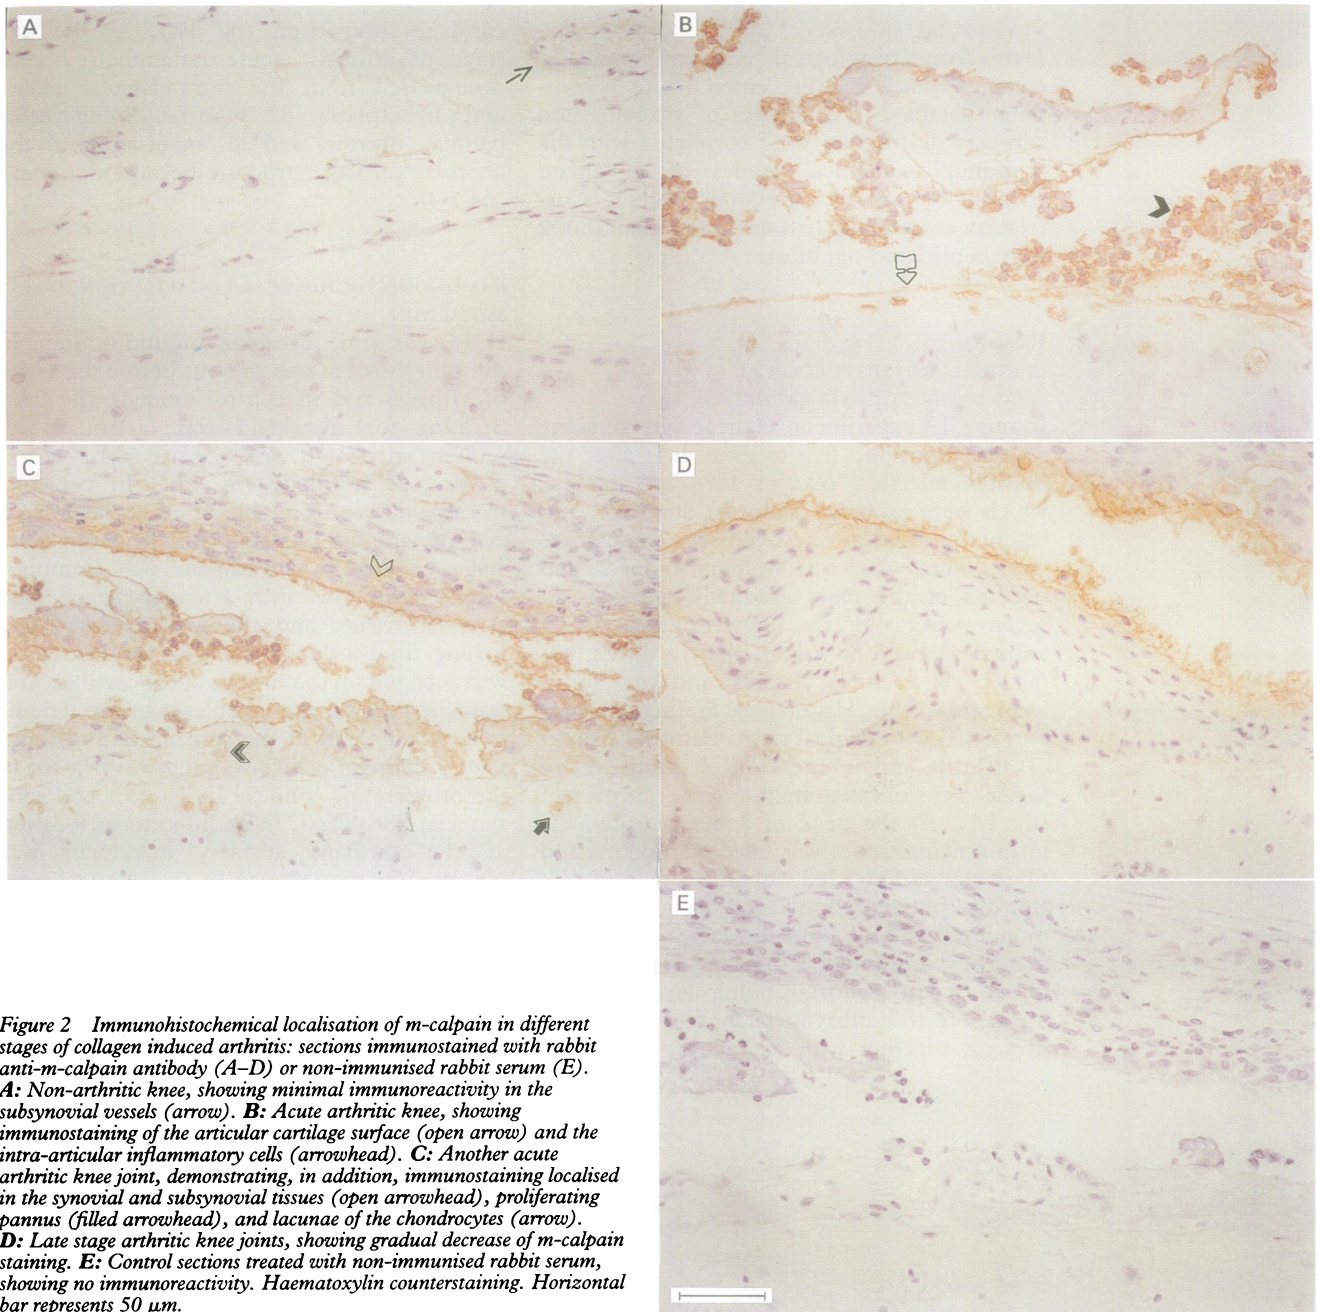 A
B
C
D
E
Figure 2 Immunohistochemical localisation of m-calpain in different
stages of collagen induced arthritis: sections immunostained with rabbit
anti-m-calpain antibody (A–D) or non-immunised rabbit serum (E).
A: Non-arthritic knee, showing minimal immunoreactivity in the
subsynovial vessels (arrow). B: Acute arthritic knee, showing
immunostaining of the articular cartilage surface (open arrow) and the
intra-articular inflammatory cells (arrowhead). C: Another acute
arthritic knee joint, demonstrating, in addition, immunostaining localised
in the synovial and subsynovial tissues (open arrowhead), proliferating
pannus (filled arrowhead), and lacunae of the chondrocytes (arrow).
D: Late stage arthritic knee joints, showing gradual decrease of m-calpain
staining. E: Control sections treated with non-immunised rabbit serum,
showing no immunoreactivity. Haematoxylin counterstaining. Horizontal
bar represents 50 μm.